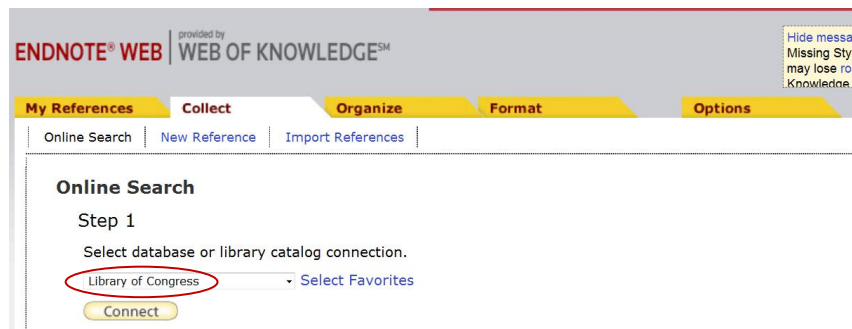 provided by
ENDNOTE® WEB WEB OF KNOWLEDGE℠
Hide messa
Missing Sty
may lose ro
Knowledge
My References Collect Organize Format Options
Online Search New Reference Import References
Online Search
Step 1
Select database or library catalog connection.
Library of Congress Select Favorites
Connect